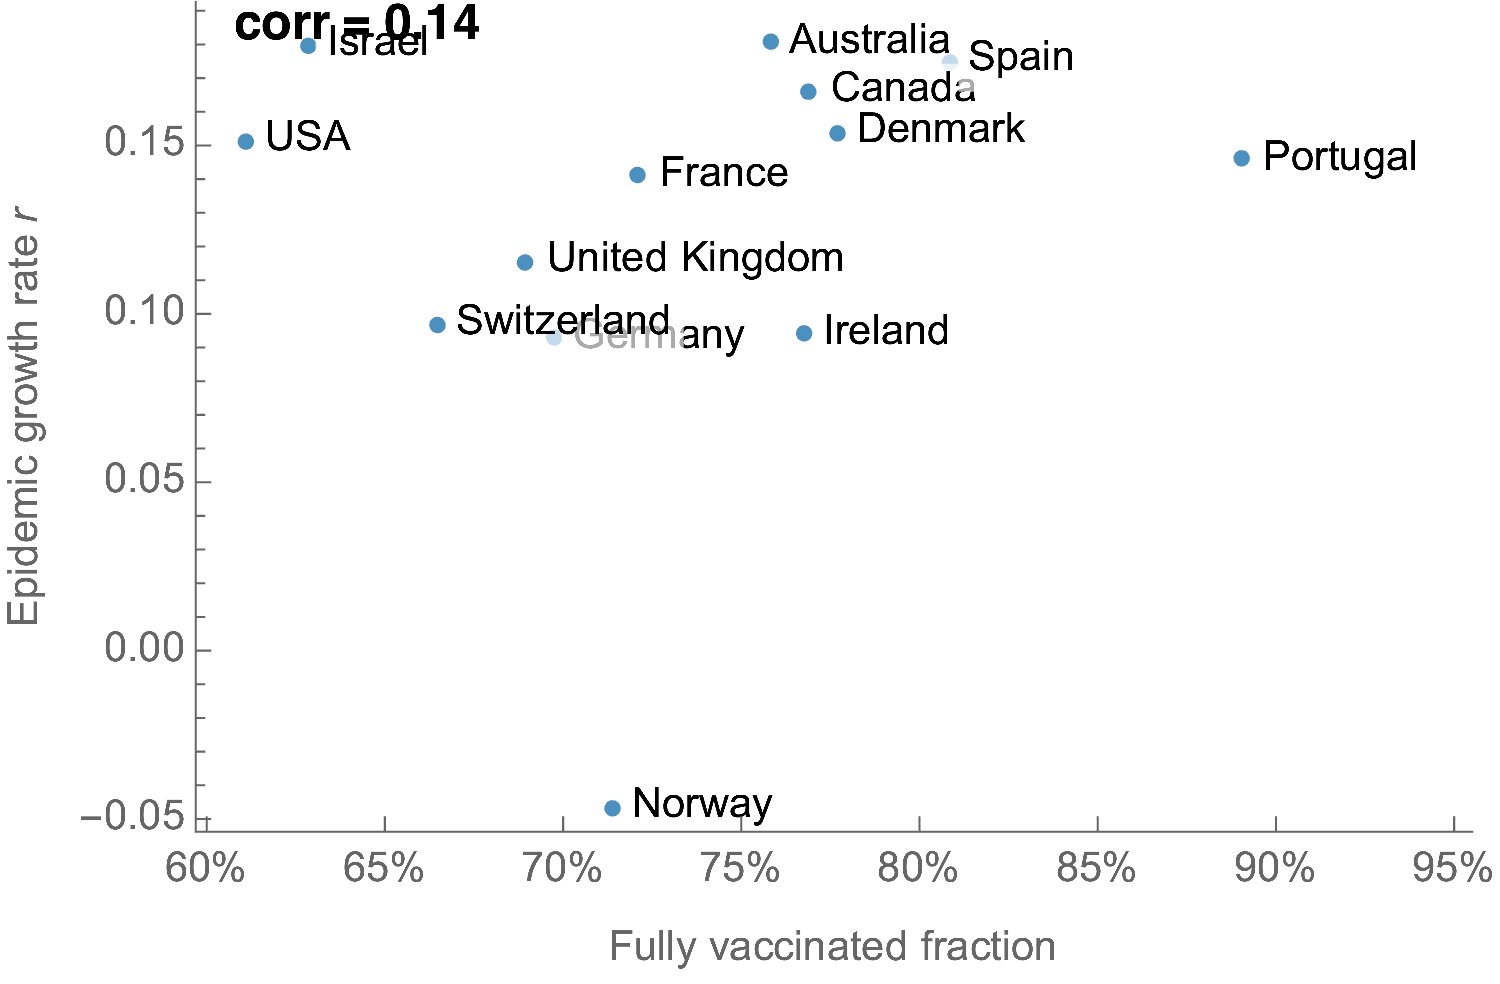 corr = 0.14
Israel
Australia
Spain
Canada
Denmark
USA
0.15
Portugal
France
United Kingdom
0.10
Switzerland
Germany
Ireland
Epidemic growth rate r
0.05
0.00
Norway
−0.05
60% 65% 70% 75% 80% 85% 90% 95%
Fully vaccinated fraction